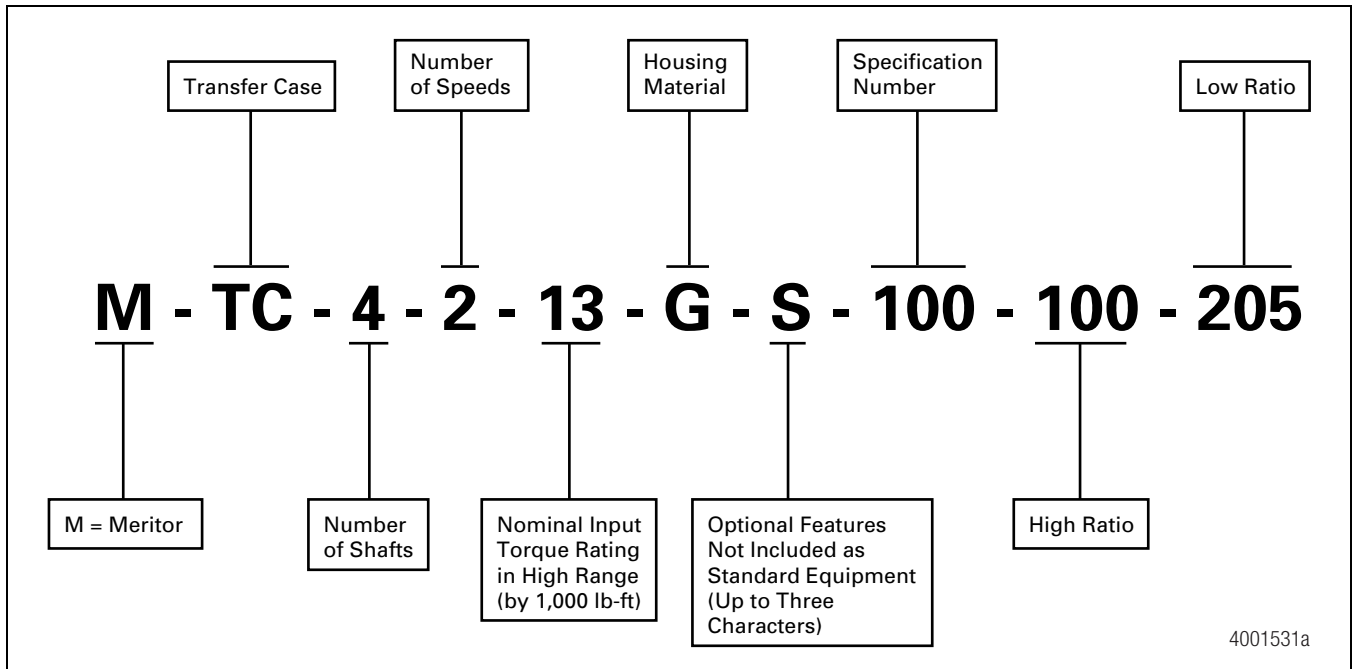 Transfer Case
Number
of Speeds
Housing
Material
Specification
Number
Low Ratio
M - TC - 4 - 2 - 13 - G - S - 100 - 100 - 205
M = Meritor
Number
of Shafts
Nominal Input
Torque Rating
in High Range
(by 1,000 lb-ft)
Optional Features
Not Included as
Standard Equipment
(Up to Three
Characters)
High Ratio
4001531a